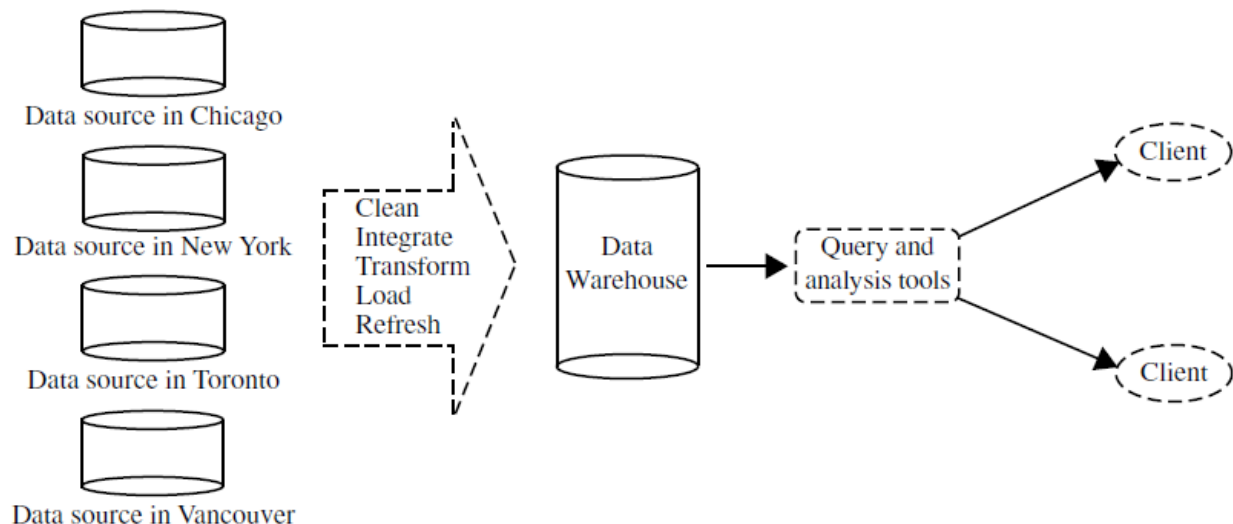 Data source in Chicago
Data source in New York
Data source in Toronto
Data source in Vancouver
Clean
Integrate
Transform
Load
Refresh
Data
Warehouse
Query and
analysis tools
Client
Client